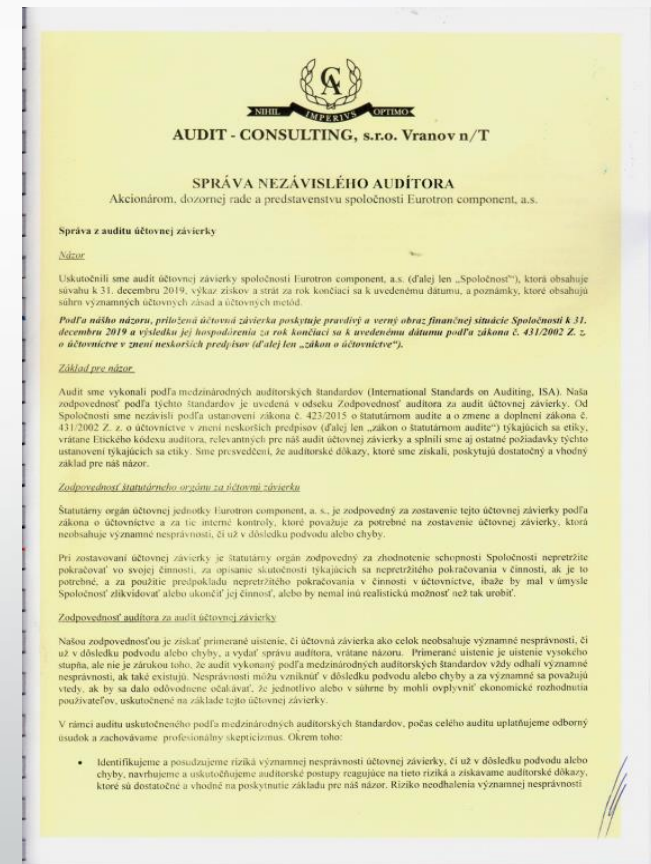 CA
NIHIL IMPERIVS OPTIMO
AUDIT - CONSULTING, s.r.o. Vranov n/T
SPRÁVA NEZÁVISLÉHO AUDÍTORA
Akcionárom, dozornej rade a predstavenstvu spoločnosti Eurotron component, a.s.
Správa z auditu účtovnej závierky
Názor
Uskutočnili sme audit účtovnej závierky spoločnosti Eurotron component, a.s. (ďalej len „Spoločnosť“), ktorá obsahuje
súvahu k 31. decembru 2019, výkaz ziskov a strát za rok končiaci sa k uvedenému dátumu, a poznámky, ktoré obsahujú
súhrn významných účtovných zásad a účtovných metód.
Podľa nášho názoru, priložená účtovná závierka poskytuje pravdivý a verný obraz finančnej situácie Spoločnosti k 31.
decembru 2019 a výsledku jej hospodárenia za rok končiaci sa k uvedenému dátumu podľa zákona č. 431/2002 Z. z.
o účtovníctve v znení neskorších predpisov (ďalej len „zákon o účtovníctve“).
Základ pre názor
Audit sme vykonali podľa medzinárodných audítorských štandardov (International Standards on Auditing, ISA). Naša
zodpovednosť podľa týchto štandardov je uvedená v odseku Zodpovednosť audítora za audit účtovnej závierky. Od
Spoločnosti sme nezávislí podľa ustanovení zákona č. 423/2015 o štatutárnom audite a o zmene a doplnení zákona č.
431/2002 Z. z. o účtovníctve v znení neskorších predpisov (ďalej len „zákon o štatutárnom audite“) týkajúcich sa etiky,
vrátane Etického kódexu audítora, relevantných pre náš audit účtovnej závierky a splnili sme aj ostatné požiadavky týchto
ustanovení týkajúcich sa etiky. Sme presvedčení, že audítorské dôkazy, ktoré sme získali, poskytujú dostatočný a vhodný
základ pre náš názor.
Zodpovednosť štatutárneho orgánu za účtovnú závierku
Štatutárny orgán účtovnej jednotky Eurotron component, a. s., je zodpovedný za zostavenie tejto účtovnej závierky podľa
zákona o účtovníctve a za tie interné kontroly, ktoré považuje za potrebné na zostavenie účtovnej závierky, ktorá
neobsahuje významné nesprávnosti, či už v dôsledku podvodu alebo chyby.
Pri zostavovaní účtovnej závierky je štatutárny orgán zodpovedný za zhodnotenie schopnosti Spoločnosti nepretržite
pokračovať vo svojej činnosti, za opísanie skutočností týkajúcich sa nepretržitého pokračovania v činnosti, ak je to
potrebné, a za použitie predpokladu nepretržitého pokračovania v činnosti v účtovníctve, ibaže by mal v úmysle
Spoločnosť zlikvidovať alebo ukončiť jej činnosť, alebo by nemal inú realistickú možnosť než tak urobiť.
Zodpovednosť audítora za audit účtovnej závierky
Našou zodpovednosťou je získať primerané uistenie, či účtovná závierka ako celok neobsahuje významné nesprávnosti, či
už v dôsledku podvodu alebo chyby, a vydať správu audítora, vrátane názoru. Primerané uistenie je uistenie vysokého
stupňa, ale nie je zárukou toho, že audit vykonaný podľa medzinárodných audítorských štandardov vždy odhalí významné
nesprávnosti, ak také existujú. Nesprávnosti môžu vzniknúť v dôsledku podvodu alebo chyby a za významné sa považujú
vtedy, ak by sa dalo odôvodnene očakávať, že jednotlivo alebo v súhrne by mohli ovplyvniť ekonomické rozhodnutia
používateľov, uskutočnené na základe tejto účtovnej závierky.
V rámci auditu uskutočneného podľa medzinárodných audítorských štandardov, počas celého auditu uplatňujeme odborný
úsudok a zachovávame profesionálny skepticizmus. Okrem toho:
• Identifikujeme a posudzujeme riziká významnej nesprávnosti účtovnej závierky, či už v dôsledku podvodu alebo
chyby, navrhujeme a uskutočňujeme audítorské postupy reagujúce na tieto riziká a získavame audítorské dôkazy,
ktoré sú dostatočné a vhodné na poskytnutie základu pre náš názor. Riziko neodhalenia významnej nesprávnosti